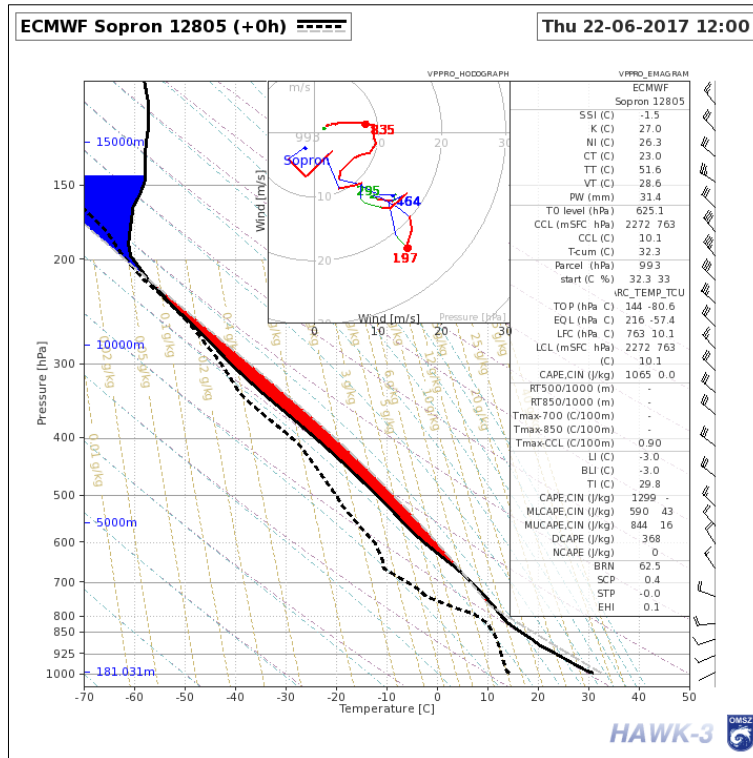 ECMWF Sopron 12805 (+0h)
Thu 22-06-2017 12:00
VPPRO_HODOGRAPH
VPPRO_EMAGRAM
m/s
993
835
Sopron
464
197
-10
-20
0
10
20
30
Wind [m/s]
Wind [m/s]
Pressure [hPa]
ECMWF
Sopron 12805
SSI (C) -1.5
K (C) 27.0
NI (C) 26.3
CT (C) 23.0
TT (C) 51.6
VT (C) 28.6
PW (mm) 31.4
T0 level (hPa) 625.1
CCL (mSFC hPa) 2272 763
CCL (C) 10.1
T-cum (C) 32.3
Parcel (hPa) 993
start (C %) 32.3 33
ARC_TEMP_TCU
TOP (hPa C) 144 -80.6
EQL (hPa C) 216 -57.4
LFC (hPa C) 763 10.1
LCL (mSFC hPa) 2272 763
(C) 10.1
CAPE,CIN (J/kg) 1065 0.0
RT500/1000 (m) -
RT850/1000 (m) -
Tmax-700 (C/100m) -
Tmax-850 (C/100m) -
Tmax-CCL (C/100m) 0.90
LI (C) -3.0
BLI (C) -3.0
TI (C) 29.8
CAPE,CIN (J/kg) 1299 -
MLCAPE,CIN (J/kg) 590 43
MUCAPE,CIN (J/kg) 844 16
DCAPE (J/kg) 368
NCAPE (J/kg) 0
BRN 62.5
SCP 0.4
STP -0.0
EHI 0.1
15000m
10000m
5000m
181.031m
Pressure [hPa]
150
200
300
400
500
600
700
800
850
925
1000
-70 -60 -50 -40 -30 -20 -10 0 10 20 30 40 50
Temperature [C]
HAWK-3
OMSZ